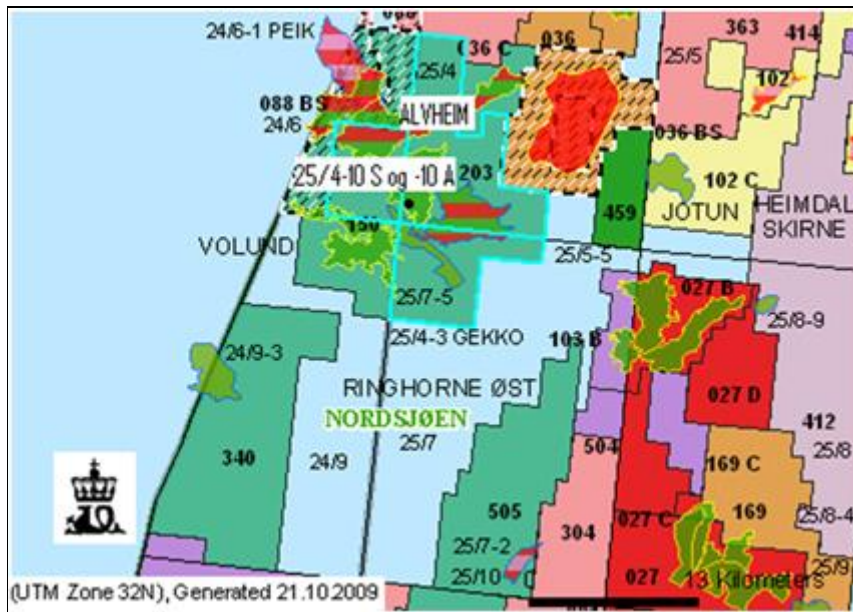 24/6-1 PEIK
088
036 C
036
363
414
25/4
25/5
102
088 BS
24/6
ALVHEIM
036 BS
25/4-10 S og -10 A
203
102 C
459
JOTUN
HEIMDAL
SKIRNE
150
VOLUND
25/5-5
25/7-5
027 B
25/8-9
25/4-3 GEKKO
103 B
24/9-3
RINGHORNE ØST
027 D
NORDSJØEN
25/7
412
25/8
340
24/9
504
169 C
505
304
027 C
169
25/8-4
25/7-2
25/10
027
25/9
13 Kilometers
(UTM Zone 32N), Generated 21.10.2009